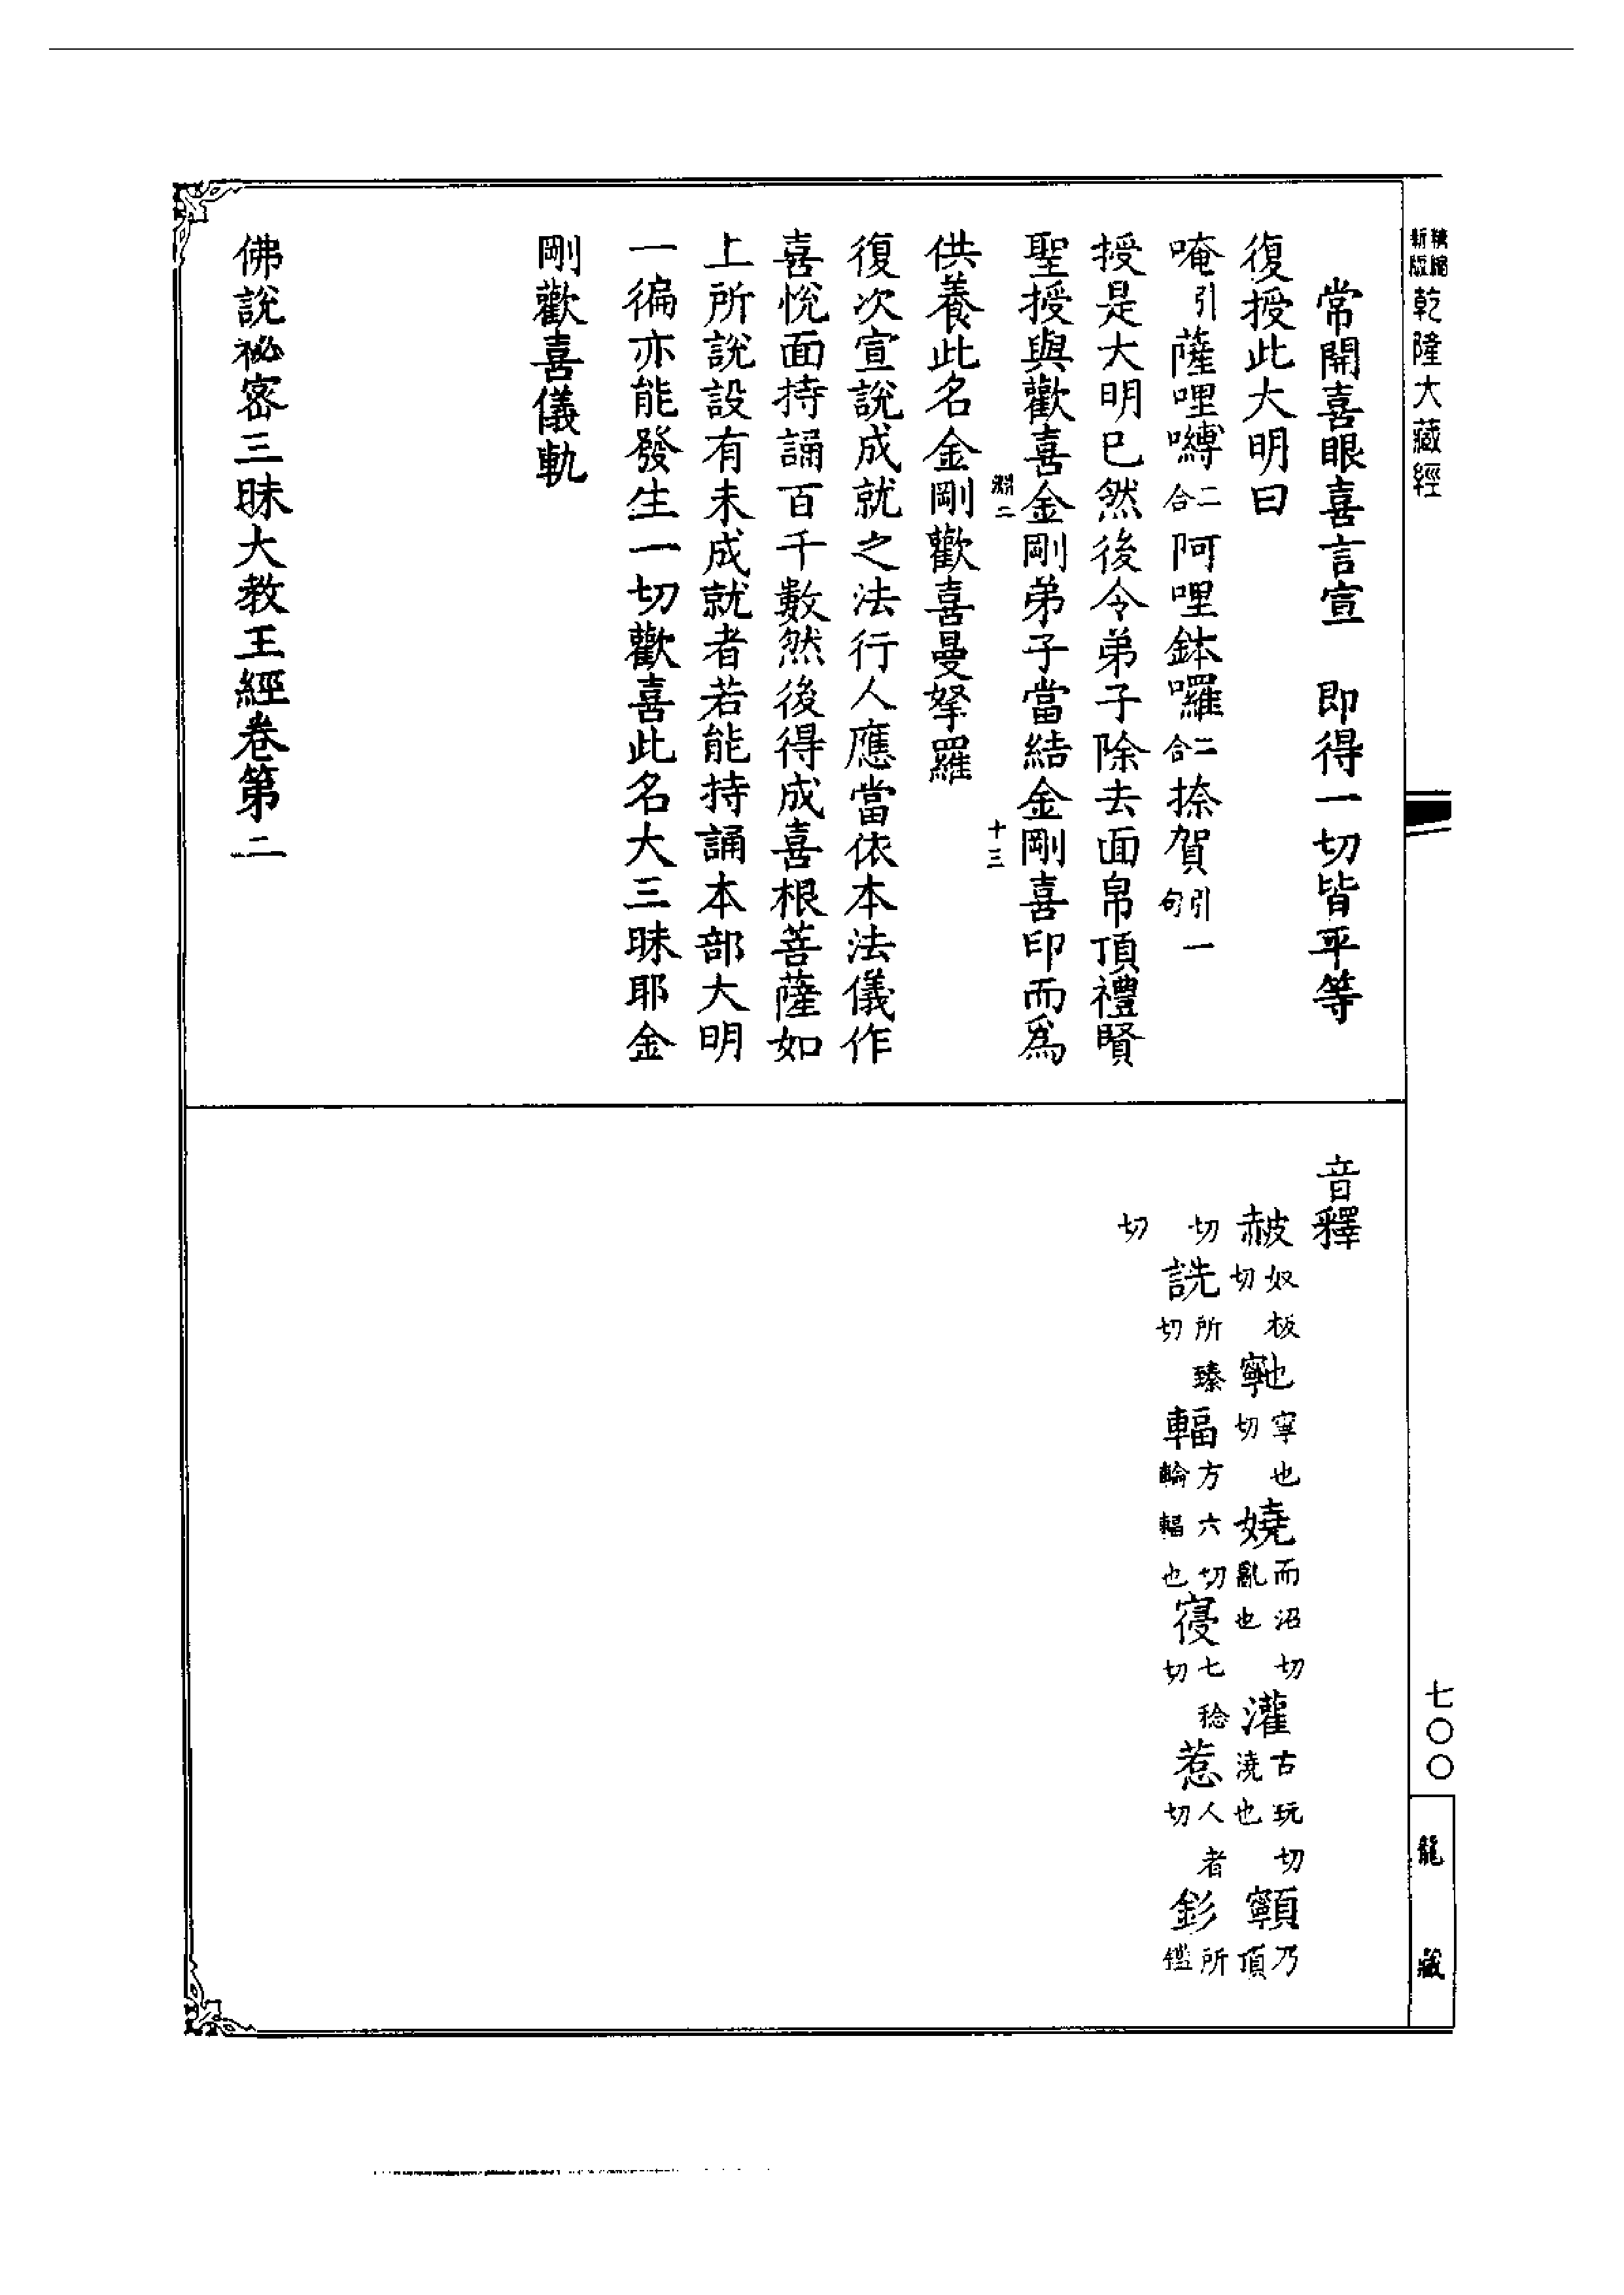 精縮新版乾隆大藏經
常開喜眼喜言宣　即得一切皆平等
復授此大明曰
唵引薩哩嚩二合阿哩鉢囉二合捺賀引一句
授是大明已然後令弟子除去面帛頂禮賢
聖授與歡喜金剛弟子當結金剛喜印而爲
淵二　十三
供養此名金剛歡喜曼拏羅
復次宣說成就之法行人應當依本法儀作
喜悅面持誦百千數然後得成喜根菩薩如
上所說設有未成就者若能持誦本部大明
一徧亦能發生一切歡喜此名大三昧耶金
剛歡喜儀軌
佛說祕密三昧大教王經卷第二
音釋
赧奴板切𡫸也寧也切嬈而沼切亂也灌古玩切澆也顊乃頂
切詵所臻切輻方六切輪輻也寑七稔切惹人者切釤所鑑
切
七〇〇
龍藏